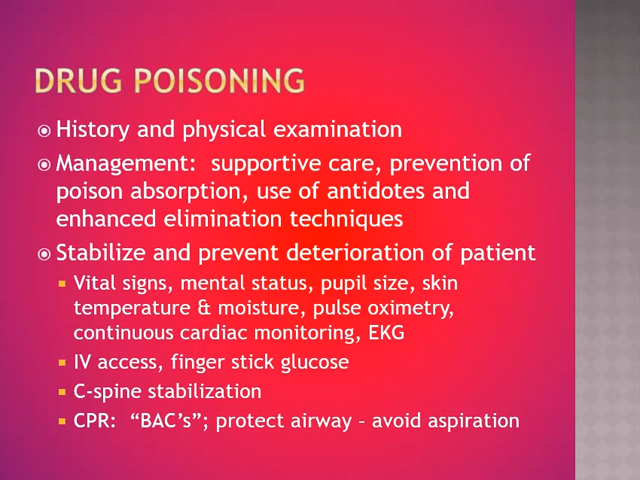 DRUG POISONING
History and physical examination
Management:  supportive care, prevention of
poison absorption, use of antidotes and
enhanced elimination techniques
Stabilize and prevent deterioration of patient
Vital signs, mental status, pupil size, skin
temperature & moisture, pulse oximetry,
continuous cardiac monitoring, EKG
IV access, finger stick glucose
C-spine stabilization
CPR:  “BAC’s”; protect airway – avoid aspiration